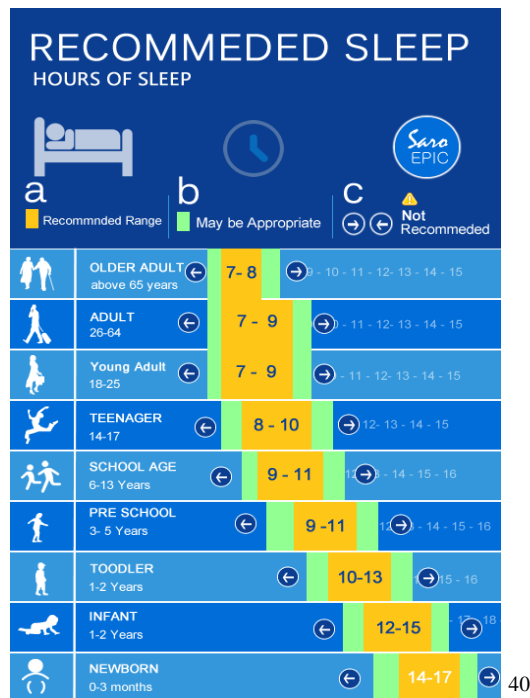 RECOMMEDED SLEEP
HOURS OF SLEEP
Saro
EPIC
a
Recommnded Range
b
May be Appropriate
c
Not
Recommeded
OLDER ADULT
above 65 years
7- 8
9 - 10 - 11 - 12- 13 - 14 - 15
ADULT
26-64
7 - 9
- 11 - 12- 13 - 14 - 15
Young Adult
18-25
7 - 9
- 11 - 12- 13 - 14 - 15
TEENAGER
14-17
8 - 10
12- 13 - 14 - 15
SCHOOL AGE
6-13 Years
9 - 11
- 14 - 15 - 16
PRE SCHOOL
3- 5 Years
9 -11
- 14 - 15 - 16
TOODLER
1-2 Years
10-13
15 - 16
INFANT
1-2 Years
12-15
- 18
NEWBORN
0-3 months
14-17
40